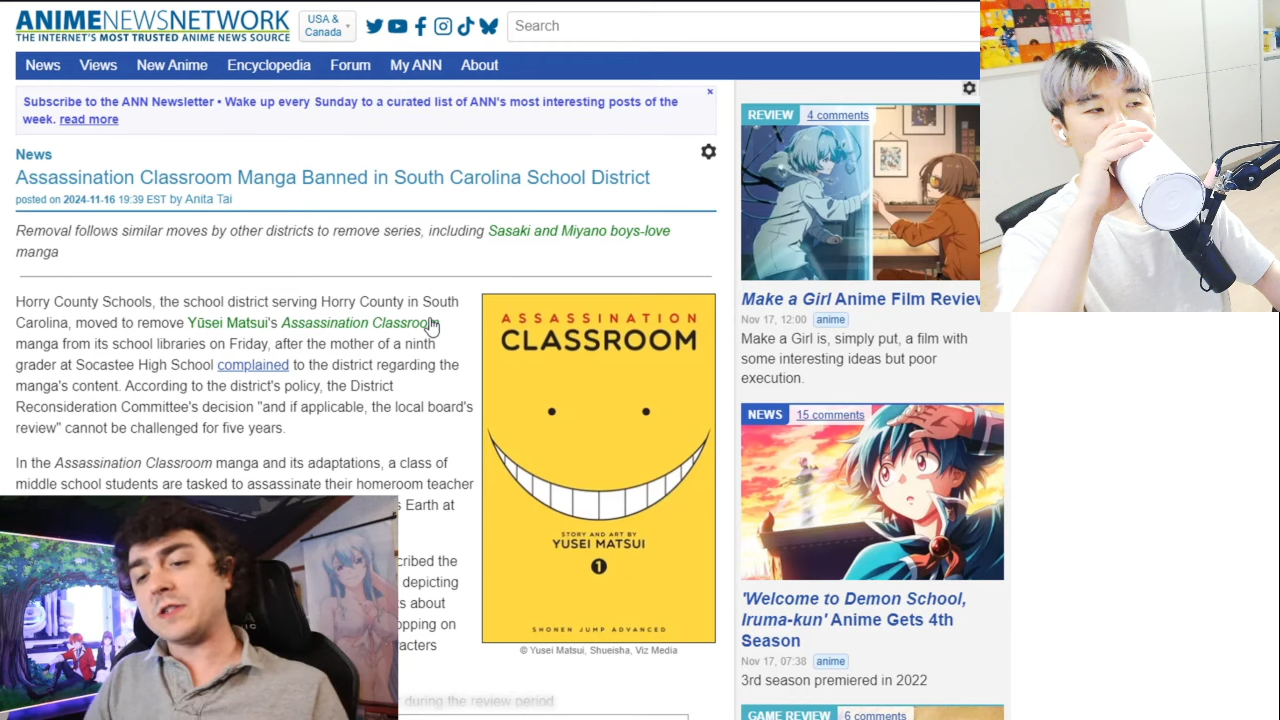 ANIMENEWSNETWORK
THE INTERNET'S MOST TRUSTED ANIME NEWS SOURCE
USA &
Canada
Search
News Views New Anime Encyclopedia Forum My ANN About
Subscribe to the ANN Newsletter • Wake up every Sunday to a curated list of ANN's most interesting posts of the
week. read more
News
Assassination Classroom Manga Banned in South Carolina School District
posted on 2024-11-16 19:39 EST by Anita Tai
Removal follows similar moves by other districts to remove series, including Sasaki and Miyano boys-love
manga
Horry County Schools, the school district serving Horry County in South
Carolina, moved to remove Yūsei Matsui's Assassination Classroom
manga from its school libraries on Friday, after the mother of a ninth
grader at Socastee High School complained to the district regarding the
manga's content. According to the district's policy, the District
Reconsideration Committee's decision "and if applicable, the local board's
review" cannot be challenged for five years.
In the Assassination Classroom manga and its adaptations, a class of
middle school students are tasked to assassinate their homeroom teacher
s Earth at
cribed the
depicting
s about
opping on
acters
during the review period
ASSASSINATION
CLASSROOM
STORY AND ART BY
YUSEI MATSUI
1
SHONEN JUMP ADVANCED
© Yusei Matsui, Shueisha, Viz Media
REVIEW 4 comments
Make a Girl Anime Film Review
Nov 17, 12:00 anime
Make a Girl is, simply put, a film with
some interesting ideas but poor
execution.
NEWS 15 comments
'Welcome to Demon School,
Iruma-kun' Anime Gets 4th
Season
Nov 17, 07:38 anime
3rd season premiered in 2022
GAME REVIEW 6 comments